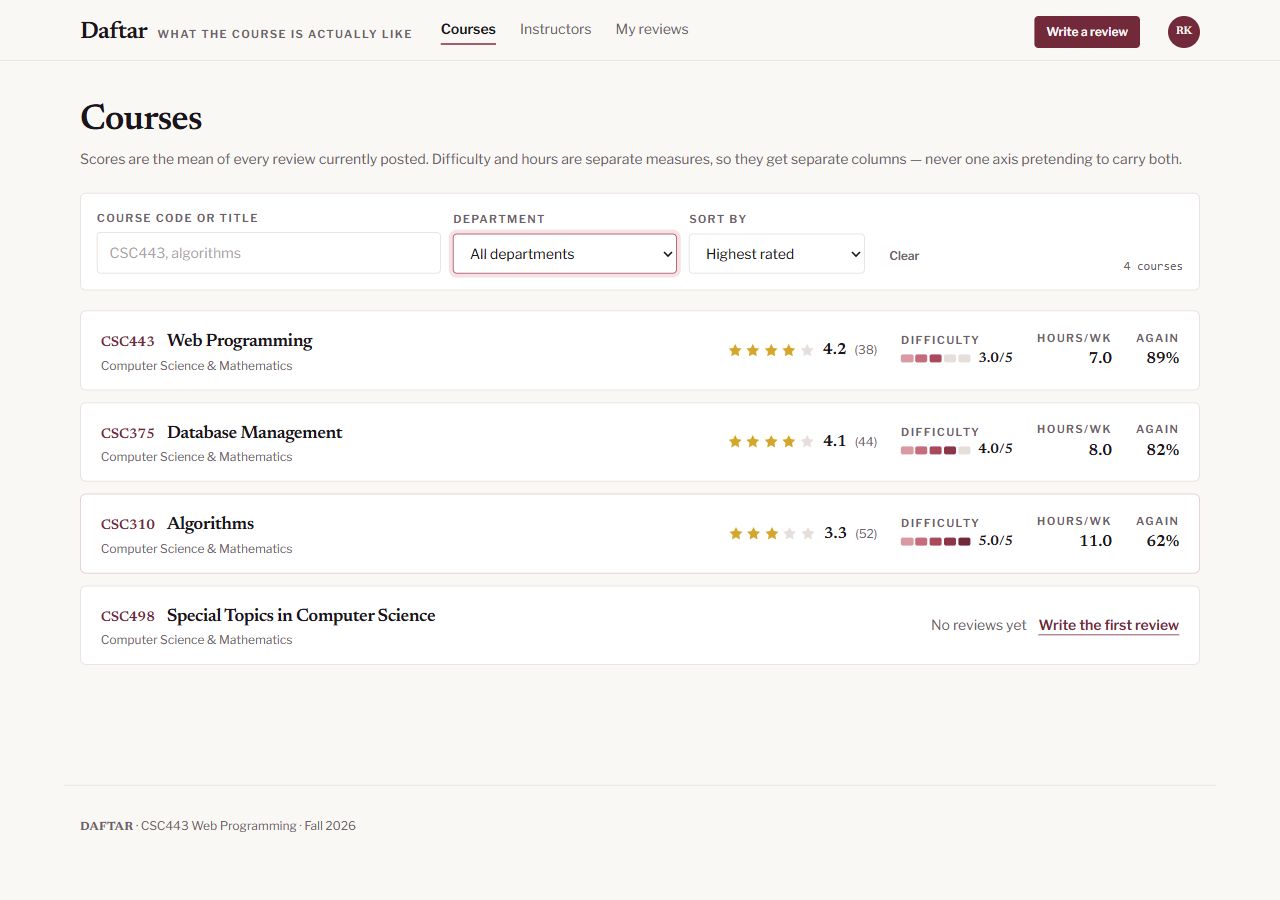 Daftar WHAT THE COURSE IS ACTUALLY LIKE Courses Instructors My reviews Write a review RK
Courses
Scores are the mean of every review currently posted. Difficulty and hours are separate measures, so they get separate columns — never one axis pretending to carry both.
COURSE CODE OR TITLE DEPARTMENT SORT BY
CSC443, algorithms All departments Highest rated Clear 4 courses
CSC443 Web Programming DIFFICULTY HOURS/WK AGAIN
Computer Science & Mathematics 4.2 (38) 3.0/5 7.0 89%
CSC375 Database Management DIFFICULTY HOURS/WK AGAIN
Computer Science & Mathematics 4.1 (44) 4.0/5 8.0 82%
CSC310 Algorithms DIFFICULTY HOURS/WK AGAIN
Computer Science & Mathematics 3.3 (52) 5.0/5 11.0 62%
CSC498 Special Topics in Computer Science
Computer Science & Mathematics No reviews yet Write the first review
DAFTAR · CSC443 Web Programming · Fall 2026